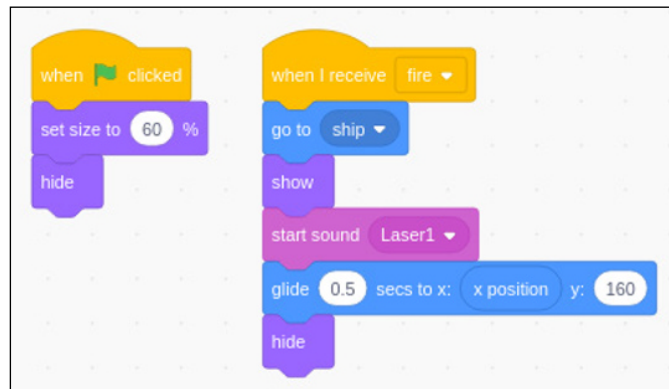 when clicked
set size to 60 %
hide
when I receive fire
go to ship
show
start sound Laser1
glide 0.5 secs to x: x position y: 160
hide